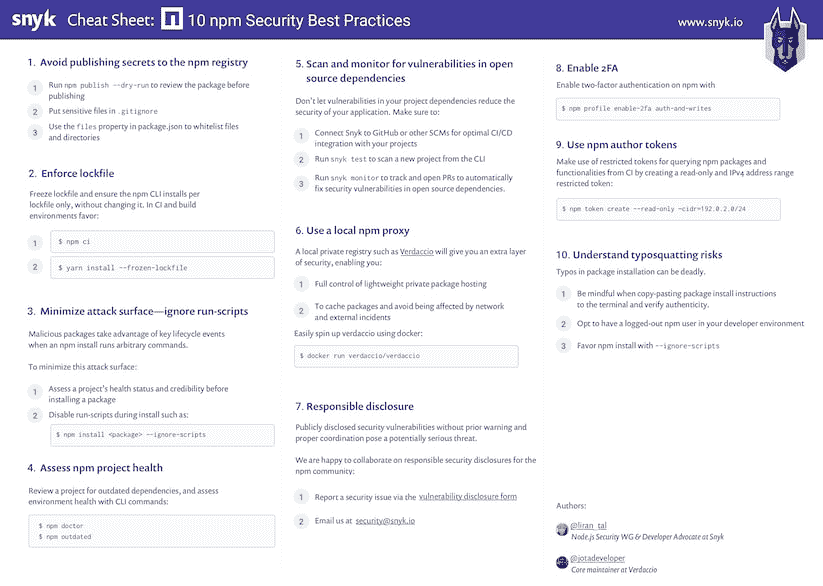 snyk Cheat Sheet: n 10 npm Security Best Practices
www.snyk.io
1. Avoid publishing secrets to the npm registry
1 Run npm publish --dry-run to review the package before
publishing
2 Put sensitive files in .gitignore
3 Use the files property in package.json to whitelist files
and directories
2. Enforce lockfile
Freeze lockfile and ensure the npm CLI installs per
lockfile only, without changing it. In CI and build
environments favor:
1 $ npm ci
2 $ yarn install --frozen-lockfile
3. Minimize attack surface—ignore run-scripts
Malicious packages take advantage of key lifecycle events
when an npm install runs arbitrary commands.
To minimize this attack surface:
1 Assess a project's health status and credibility before
installing a package
2 Disable run-scripts during install such as:
$ npm install <package> --ignore-scripts
4. Assess npm project health
Review a project for outdated dependencies, and assess
environment health with CLI commands:
$ npm doctor
$ npm outdated
5. Scan and monitor for vulnerabilities in open
source dependencies
Don't let vulnerabilities in your project dependencies reduce the
security of your application. Make sure to:
1 Connect Snyk to GitHub or other SCMs for optimal CI/CD
integration with your projects
2 Run snyk test to scan a new project from the CLI
3 Run snyk monitor to track and open PRs to automatically
fix security vulnerabilities in open source dependencies.
6. Use a local npm proxy
A local private registry such as Verdaccio will give you an extra layer
of security, enabling you:
1 Full control of lightweight private package hosting
2 To cache packages and avoid being affected by network
and external incidents
Easily spin up verdaccio using docker:
$ docker run verdaccio/verdaccio
7. Responsible disclosure
Publicly disclosed security vulnerabilities without prior warning and
proper coordination pose a potentially serious threat.
We are happy to collaborate on responsible security disclosures for the
npm community:
1 Report a security issue via the vulnerability disclosure form
2 Email us at security@snyk.io
8. Enable 2FA
Enable two-factor authentication on npm with
$ npm profile enable-2fa auth-and-writes
9. Use npm author tokens
Make use of restricted tokens for querying npm packages and
functionalities from CI by creating a read-only and IPv4 address range
restricted token:
$ npm token create --read-only -cidr=192.0.2.0/24
10. Understand typosquatting risks
Typos in package installation can be deadly.
1 Be mindful when copy-pasting package install instructions
to the terminal and verify authenticity.
2 Opt to have a logged-out npm user in your developer environment
3 Favor npm install with --ignore-scripts
Authors:
@liran_tal
Node.js Security WG & Developer Advocate at Snyk
@jotadeveloper
Core maintainer at Verdaccio